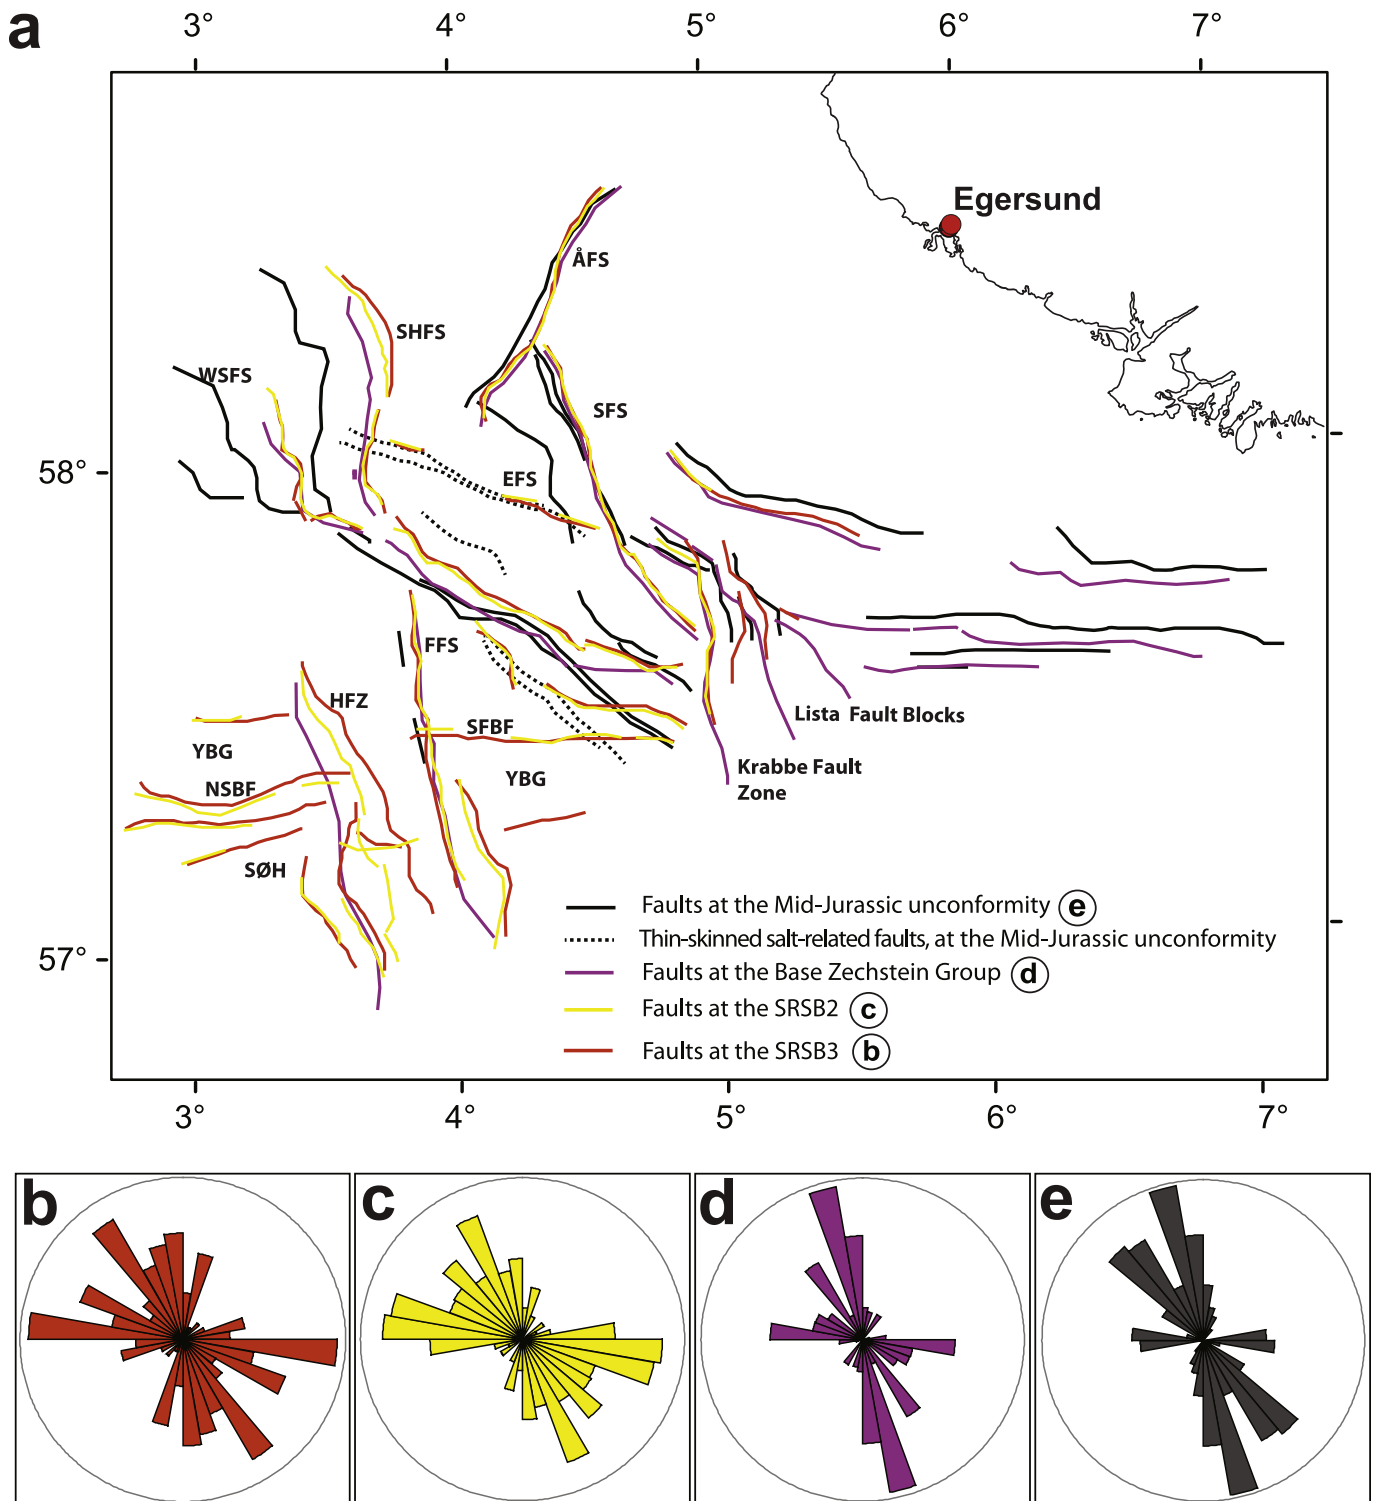 a
3° 4° 5° 6° 7°
Egersund
ÅFS
SHFS
WSFS
SFS
58°
EFS
FFS
HFZ
Lista Fault Blocks
SFBF
YBG
Krabbe Fault
Zone
YBG
NSBF
SØH
Faults at the Mid-Jurassic unconformity e
Thin-skinned salt-related faults, at the Mid-Jurassic unconformity
57°
Faults at the Base Zechstein Group d
Faults at the SRSB2 c
Faults at the SRSB3 b
3° 4° 5° 6° 7°
b c d e